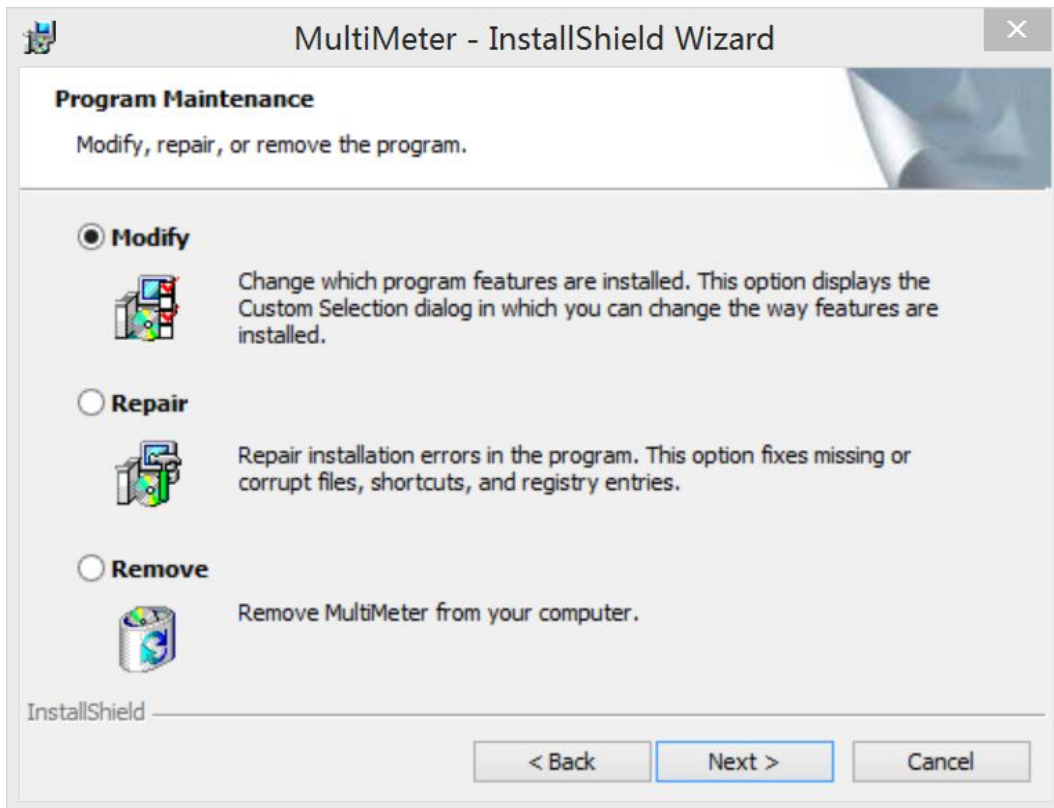 MultiMeter - InstallShield Wizard
Program Maintenance
Modify, repair, or remove the program.
Modify
Change which program features are installed. This option displays the
Custom Selection dialog in which you can change the way features are
installed.
Repair
Repair installation errors in the program. This option fixes missing or
corrupt files, shortcuts, and registry entries.
Remove
Remove MultiMeter from your computer.
InstallShield
< Back
Next >
Cancel